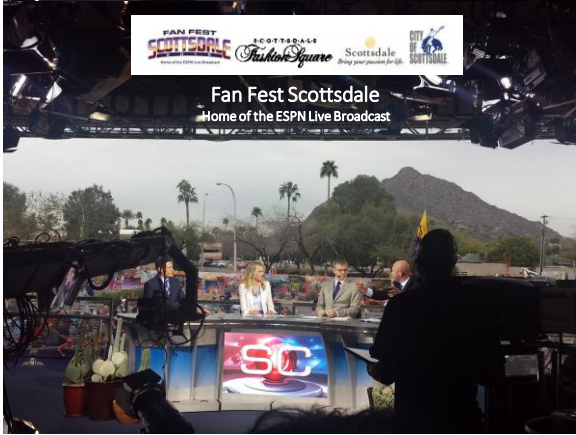 FAN FEST
SCOTTSDALE
Home of the ESPN Live Broadcast
SCOTTSDALE
Fashion Square
Scottsdale
Bring your passion for life.
CITY
OF
SCOTTSDALE
Fan Fest Scottsdale
Home of the ESPN Live Broadcast
SC